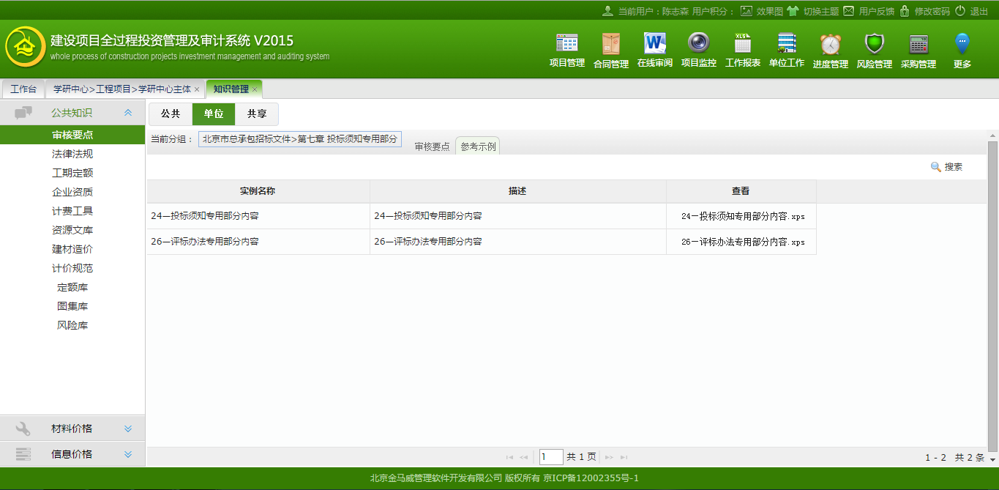 当前用户：陈志森 用户积分： 效果图 切换主题 用户反馈 修改密码 退出
建设项目全过程投资管理及审计系统 V2015
whole process of construction projects investment management and auditing system
项目管理 合同管理 在线审阅 项目监控 工作报表 单位工作 进度管理 风险管理 采购管理 更多
工作台 学研中心>工程项目>学研中心主体 × 知识管理 ×
公共知识
审核要点
法律法规
工期定额
企业资质
计费工具
资源文库
建材造价
计价规范
定额库
图集库
风险库
材料价格
信息价格
公共 单位 共享
当前分组： 北京市总承包招标文件>第七章 投标须知专用部分 审核要点 参考示例
搜索
实例名称 描述 查看
24—投标须知专用部分内容 24—投标须知专用部分内容 24—投标须知专用部分内容.xps
26—评标办法专用部分内容 26—评标办法专用部分内容 26—评标办法专用部分内容.xps
1 共 1 页 1 - 2 共 2 条
北京金马威管理软件开发有限公司 版权所有 京ICP备12002355号-1